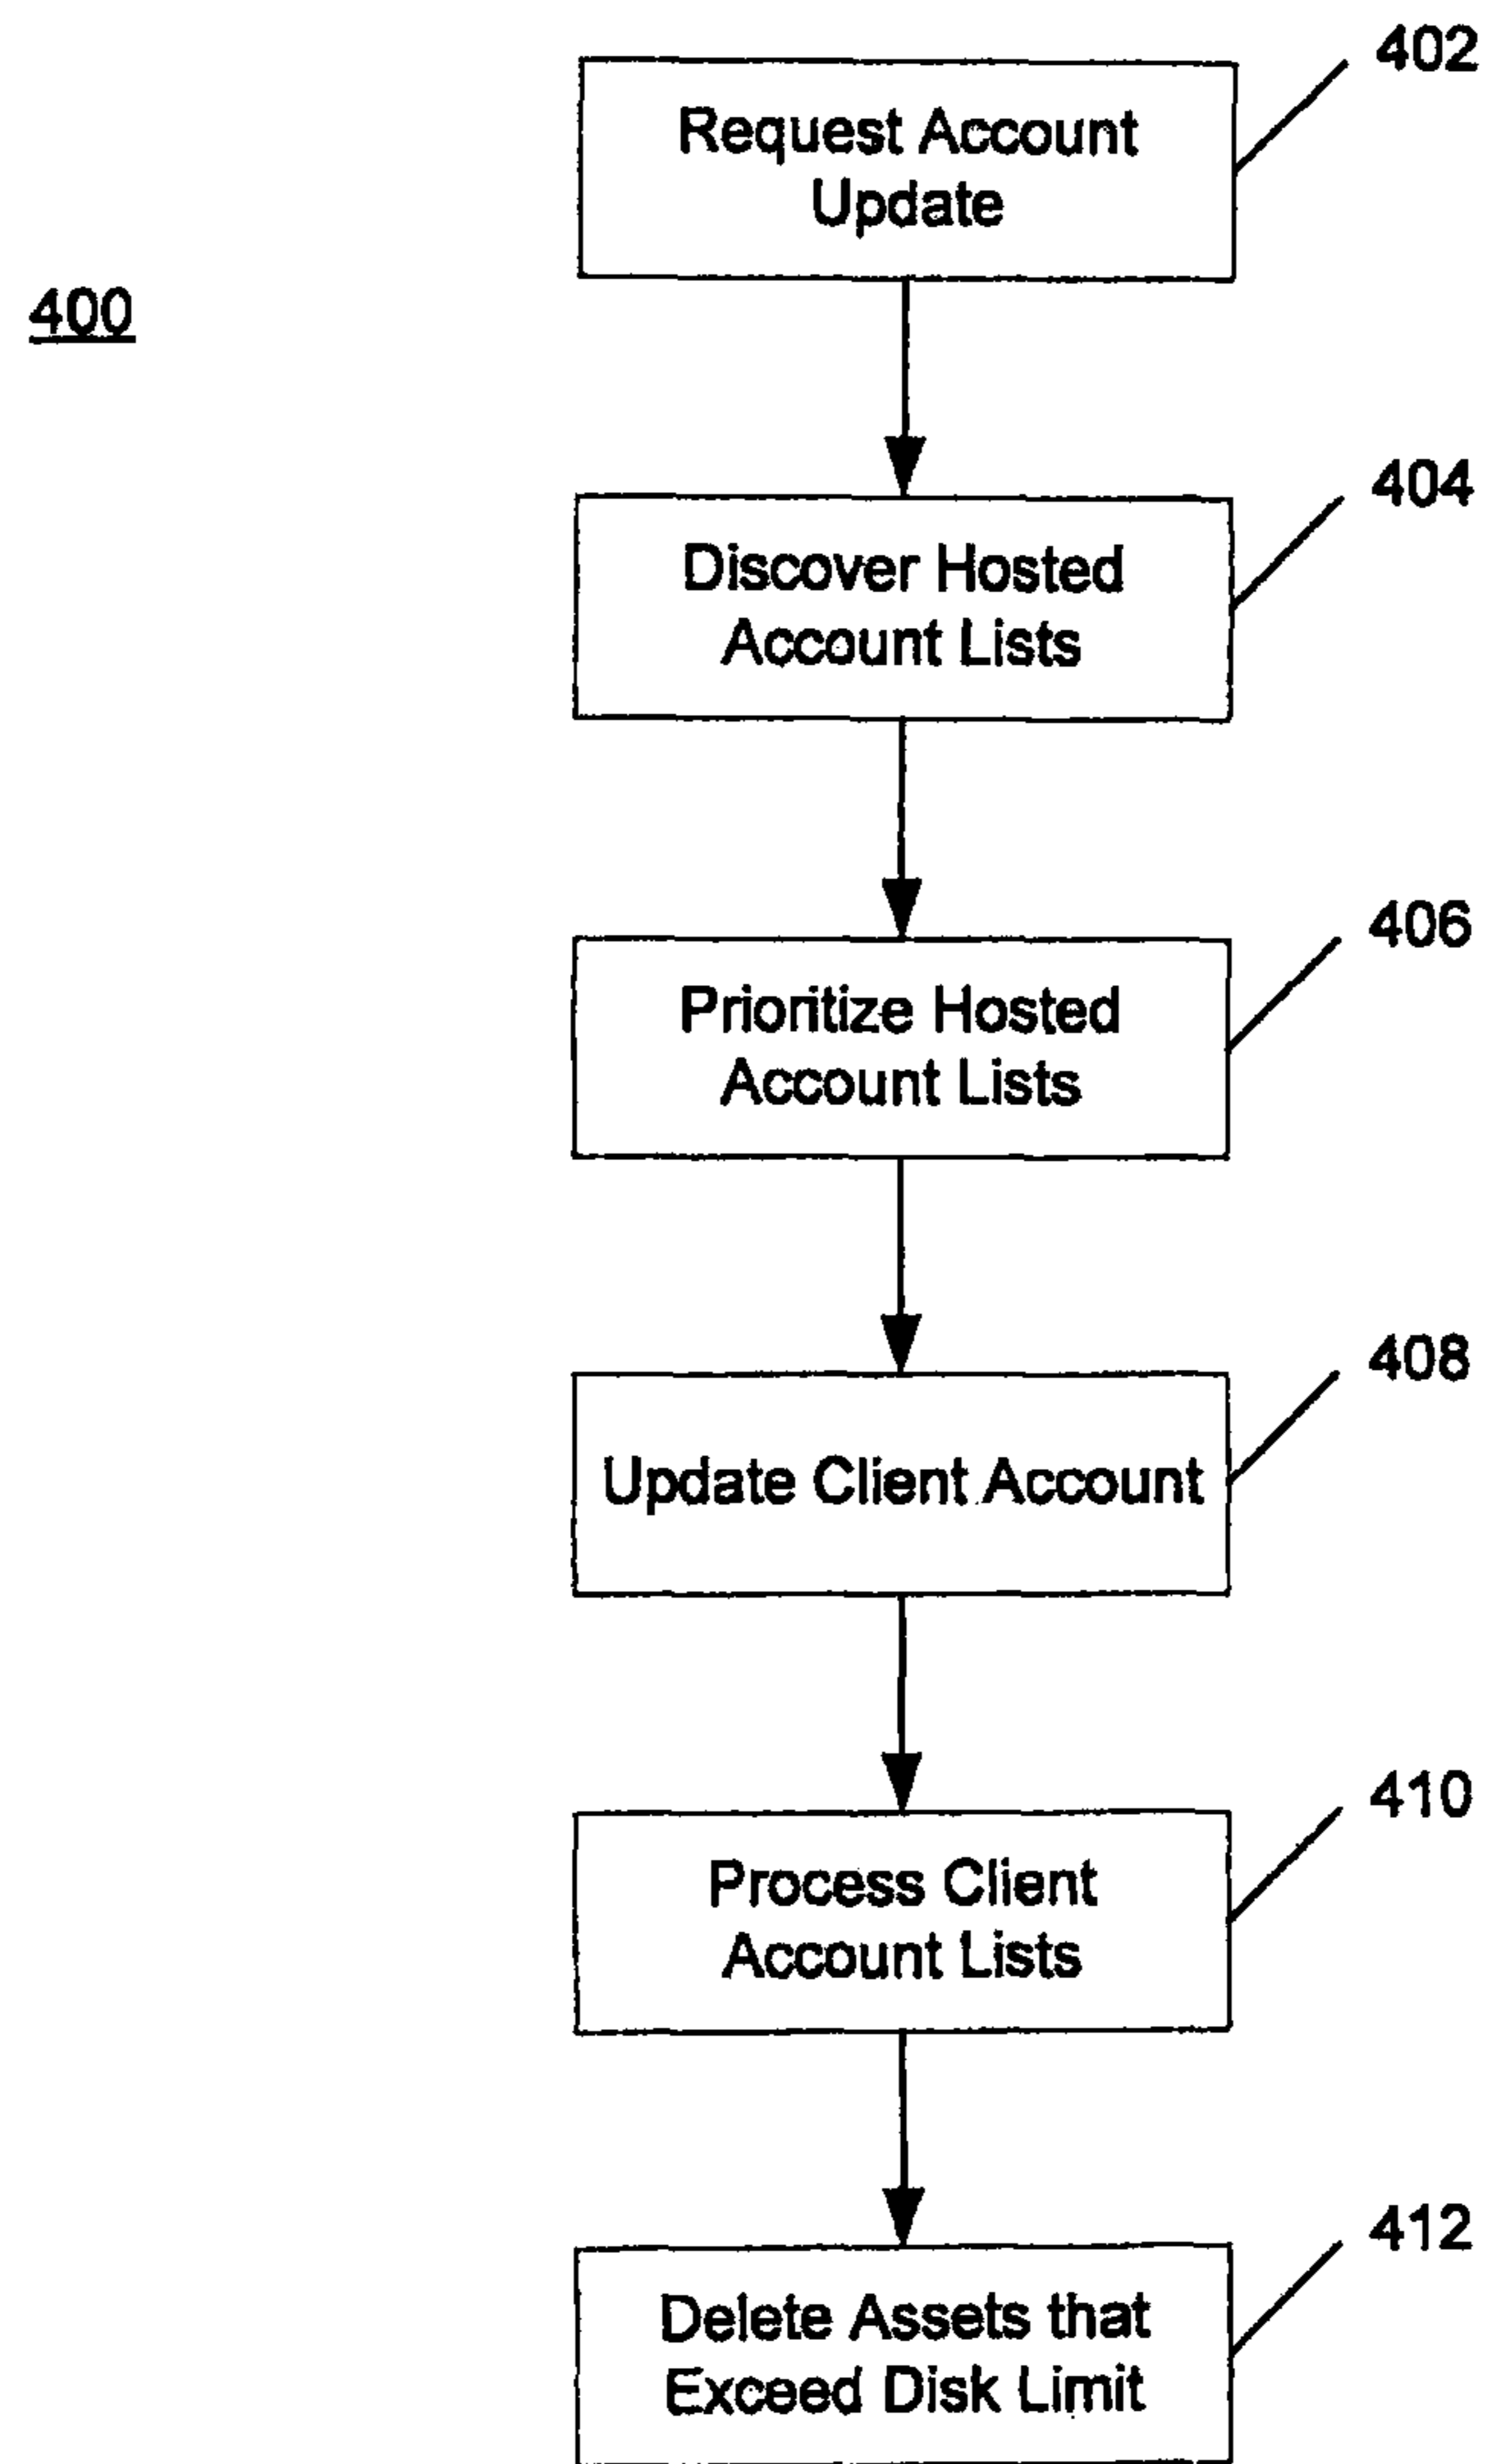 402
Request Account
Update
400
404
Discover Hosted
Account Lists
406
Prioritize Hosted
Account Lists
408
Update Client Account
410
Process Client
Account Lists
412
Delete Assets that
Exceed Disk Limit